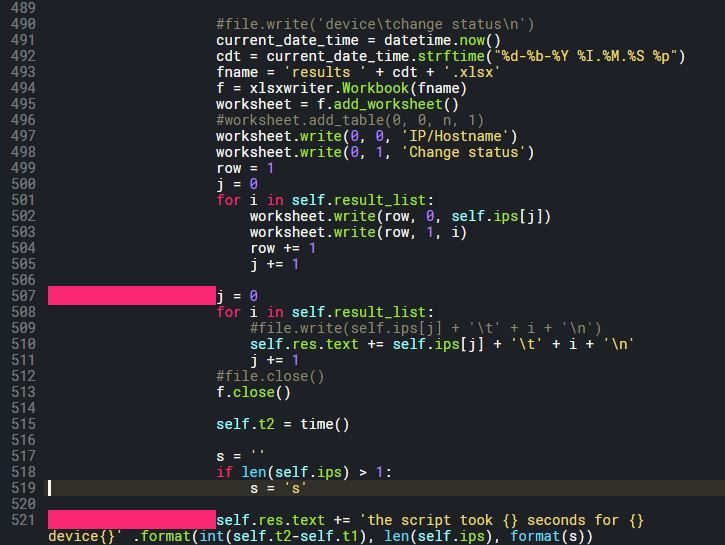 489
490 #file.write('device\tchange status\n')
491 current_date_time = datetime.now()
492 cdt = current_date_time.strftime("%d-%b-%Y %I.%M.%S %p")
493 fname = 'results ' + cdt + '.xlsx'
494 f = xlsxwriter.Workbook(fname)
495 worksheet = f.add_worksheet()
496 #worksheet.add_table(0, 0, n, 1)
497 worksheet.write(0, 0, 'IP/Hostname')
498 worksheet.write(0, 1, 'Change status')
499 row = 1
500 j = 0
501 for i in self.result_list:
502     worksheet.write(row, 0, self.ips[j])
503     worksheet.write(row, 1, i)
504     row += 1
505     j += 1
506
507 j = 0
508 for i in self.result_list:
509     #file.write(self.ips[j] + '\t' + i + '\n')
510     self.res.text += self.ips[j] + '\t' + i + '\n'
511     j += 1
512 #file.close()
513 f.close()
514
515 self.t2 = time()
516
517 s = ''
518 if len(self.ips) > 1:
519     s = 's'
520
521 self.res.text += 'the script took {} seconds for {}
device{}' .format(int(self.t2-self.t1), len(self.ips), format(s))